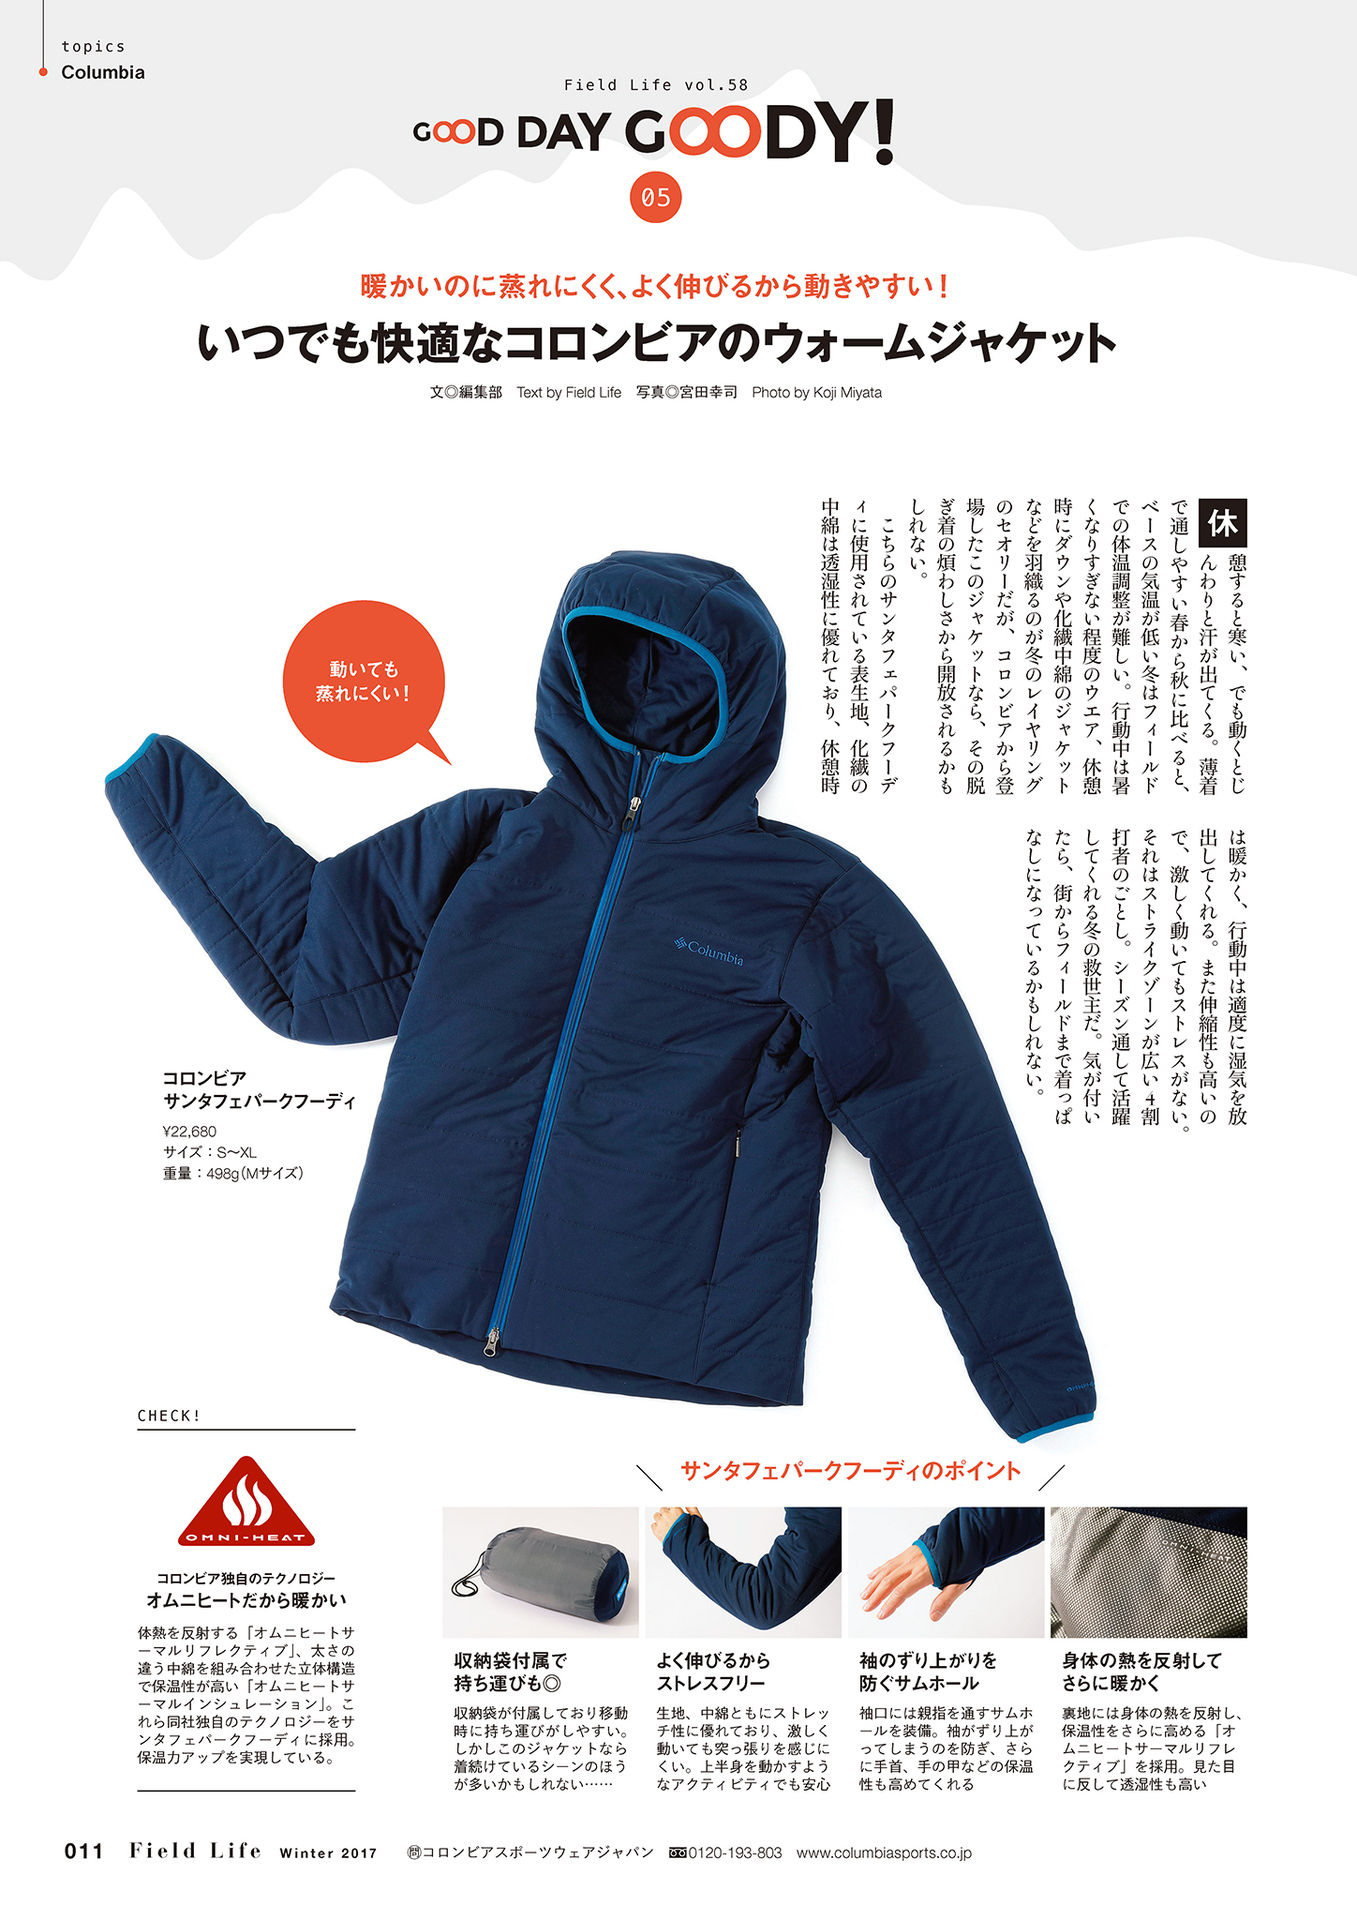 topics
Columbia
Field Life vol.58
GOOD DAY GOODY!
05
暖かいのに蒸れにくく、よく伸びるから動きやすい！
いつでも快適なコロンビアのウォームジャケット
文◎編集部　Text by Field Life　写真◎宮田幸司　Photo by Koji Miyata
休憩すると寒い、でも動くとじ
んわりと汗が出てくる。薄着
で通しやすい春から秋に比べると、
ベースの気温が低い冬はフィールド
での体温調整が難しい。行動中は暑
くなりすぎない程度のウエア、休憩
時にダウンや化繊中綿のジャケット
などを羽織るのが冬のレイヤリング
のセオリーだが、コロンビアから登
場したこのジャケットなら、その脱
ぎ着の煩わしさから開放されるかも
しれない。
　こちらのサンタフェパークフーデ
ィに使用されている表生地、化繊の
中綿は透湿性に優れており、休憩時
は暖かく、行動中は適度に湿気を放
出してくれる。また伸縮性も高いの
で、激しく動いてもストレスがない。
それはストライクゾーンが広い4割
打者のごとし。シーズン通して活躍
してくれる冬の救世主だ。気が付い
たら、街からフィールドまで着っぱ
なしになっているかもしれない。
動いても
蒸れにくい！
Columbia
コロンビア
サンタフェパークフーディ
¥22,680
サイズ：S〜XL
重量：498g（Mサイズ）
CHECK!
OMNI-HEAT
コロンビア独自のテクノロジー
オムニヒートだから暖かい
体熱を反射する「オムニヒートサ
ーマルリフレクティブ」、太さの
違う中綿を組み合わせた立体構造
で保温性が高い「オムニヒートサ
ーマルインシュレーション」。こ
れら同社独自のテクノロジーをサ
ンタフェパークフーディに採用。
保温力アップを実現している。
サンタフェパークフーディのポイント
収納袋付属で
持ち運びも◎
収納袋が付属しており移動
時に持ち運びがしやすい。
しかしこのジャケットなら
着続けているシーンのほう
が多いかもしれない……
よく伸びるから
ストレスフリー
生地、中綿ともにストレッ
チ性に優れており、激しく
動いても突っ張りを感じに
くい。上半身を動かすよう
なアクティビティでも安心
袖のずり上がりを
防ぐサムホール
袖口には親指を通すサムホ
ールを装備。袖がずり上が
ってしまうのを防ぎ、さら
に手首、手の甲などの保温
性も高めてくれる
身体の熱を反射して
さらに暖かく
裏地には身体の熱を反射し、
保温性をさらに高める「オ
ムニヒートサーマルリフレ
クティブ」を採用。見た目
に反して透湿性も高い
011　Field Life　Winter 2017　㉄コロンビアスポーツウェアジャパン　0120-193-803　www.columbiasports.co.jp